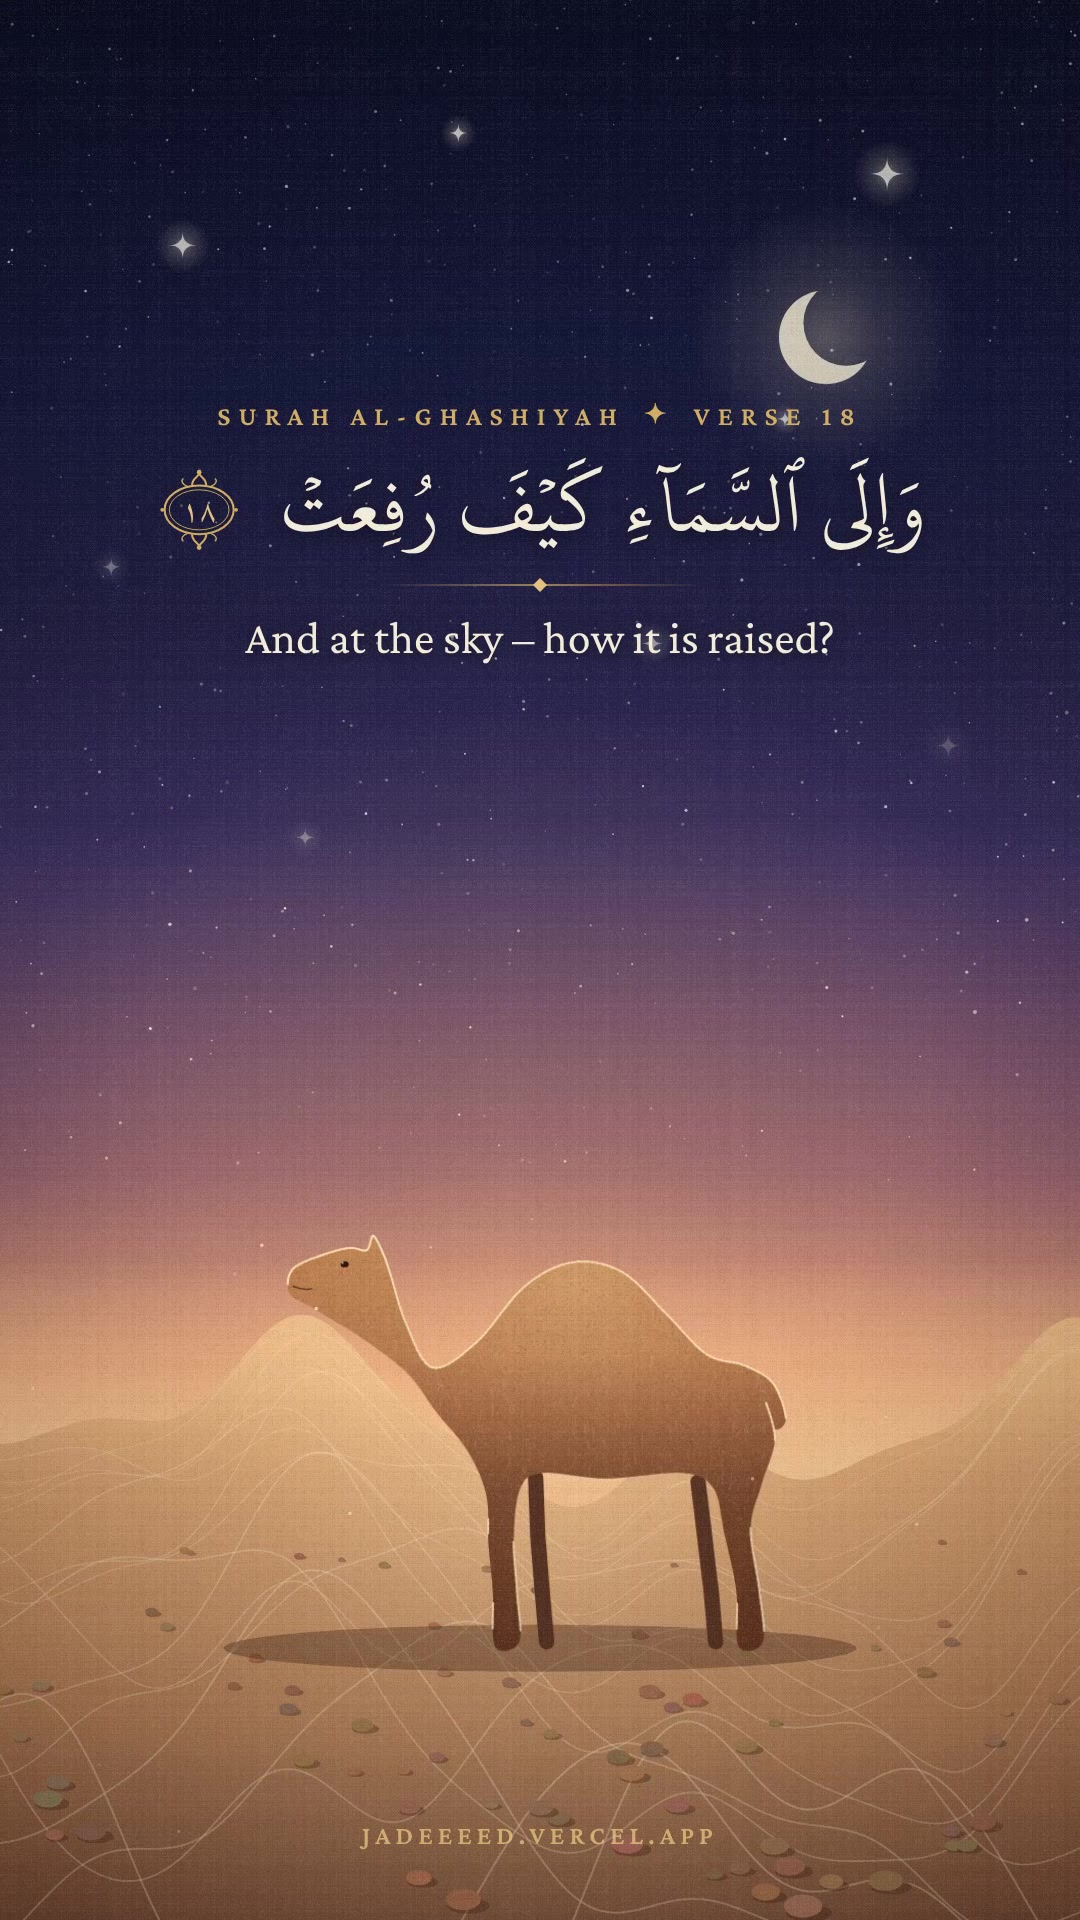 SURAH AL-GHASHIYAH ✦ VERSE 18
وَإِلَى ٱلسَّمَآءِ كَيْفَ رُفِعَتْ ١٨
And at the sky – how it is raised?
JADEEEED.VERCEL.APP